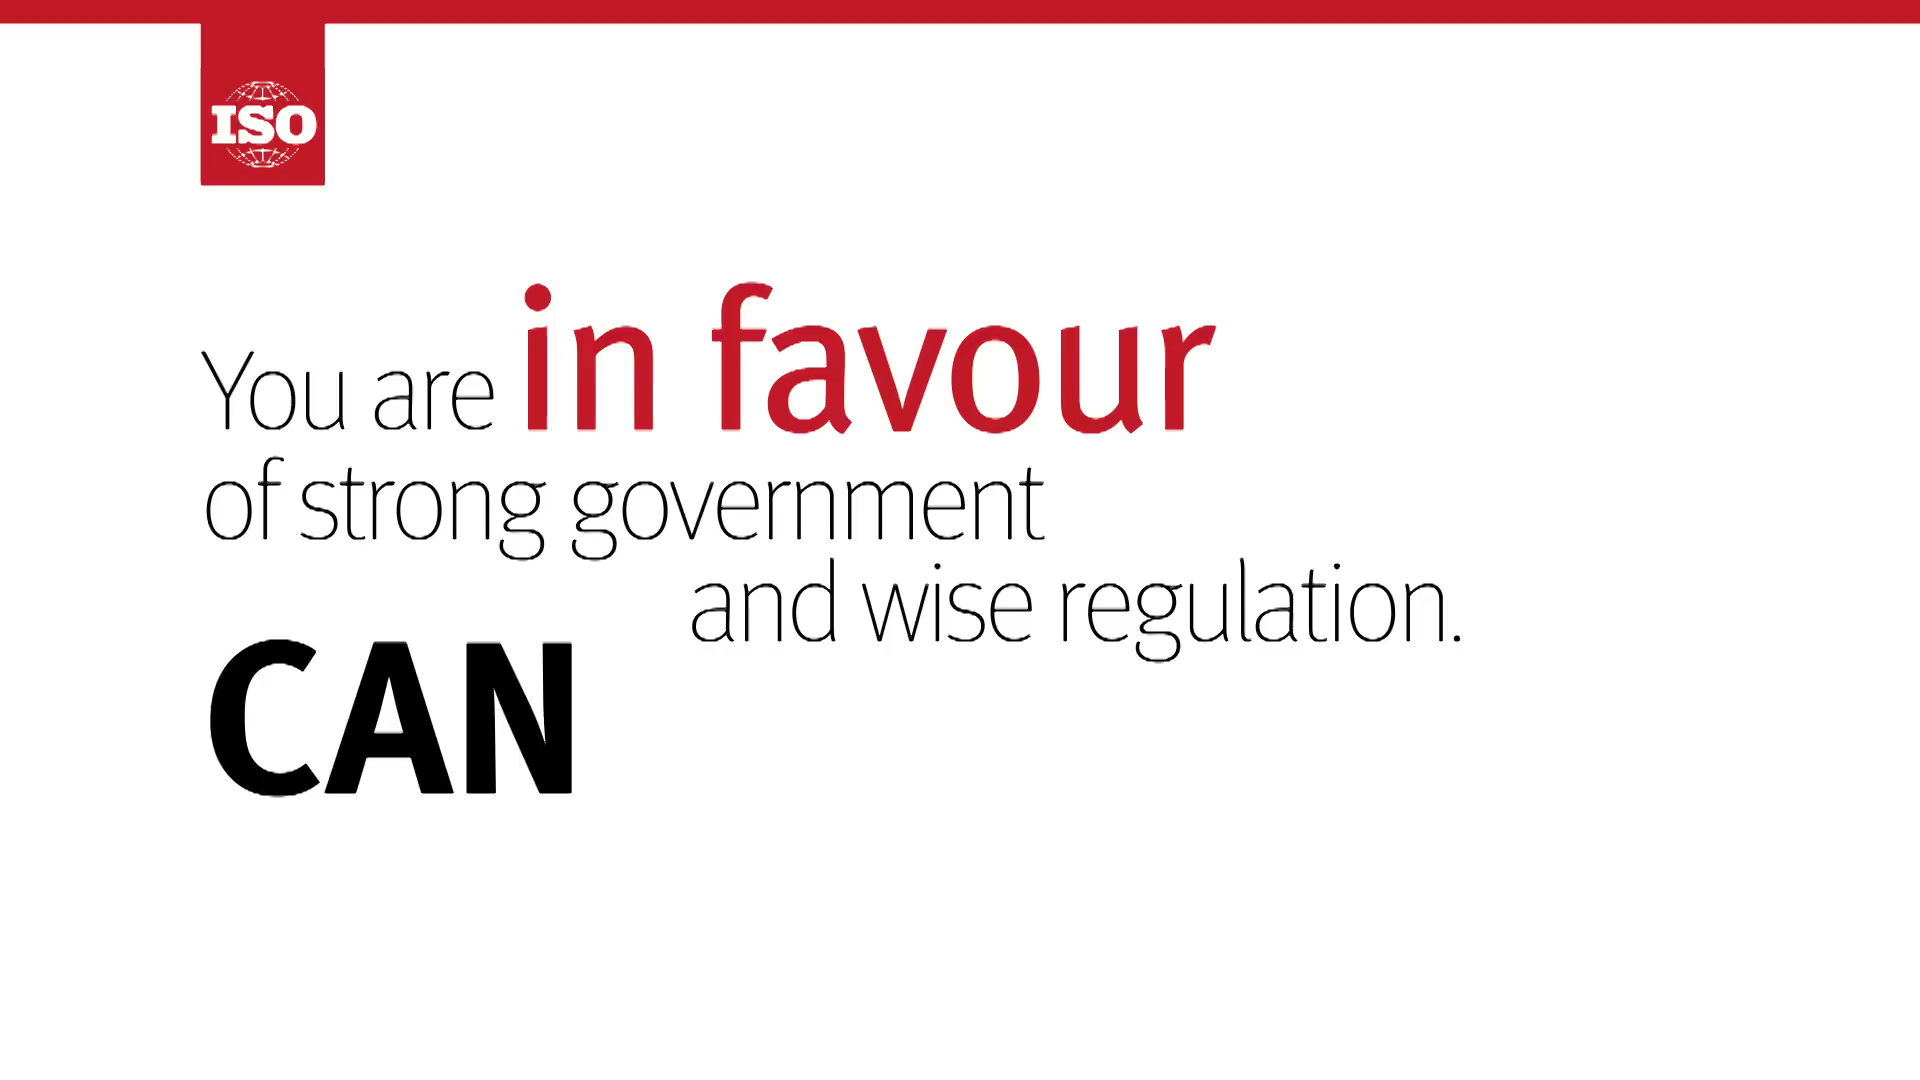 ISO
You are in favour
of strong government
and wise regulation.
CAN